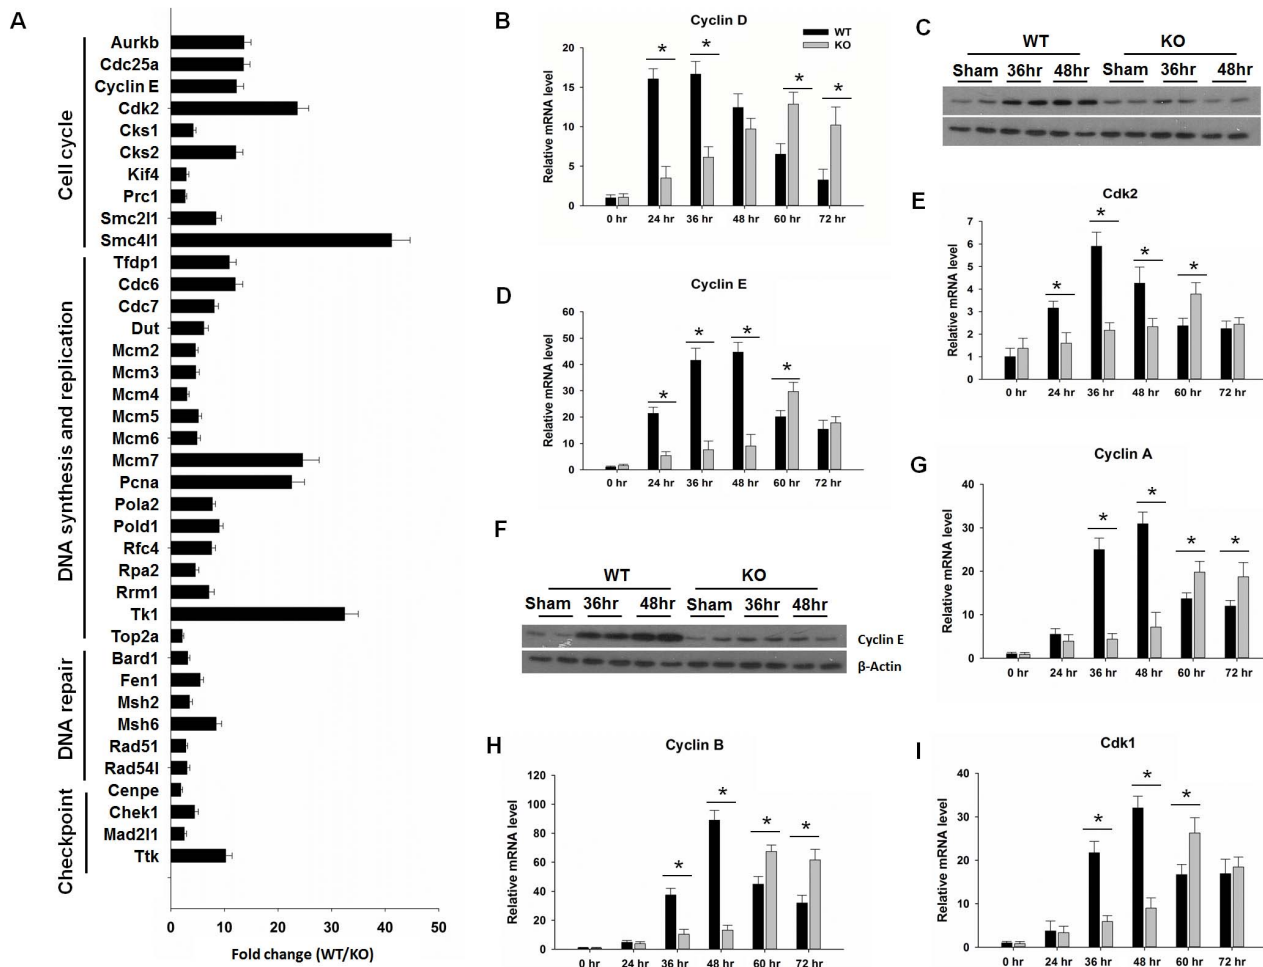 A
Cell cycle
Aurkb
Cdc25a
Cyclin E
Cdk2
Cks1
Cks2
Kif4
Prc1
Smc2l1
Smc4l1
DNA synthesis and replication
Tfdp1
Cdc6
Cdc7
Dut
Mcm2
Mcm3
Mcm4
Mcm5
Mcm6
Mcm7
Pcna
Pola2
Pold1
Rfc4
Rpa2
Rrm1
Tk1
Top2a
DNA repair
Bard1
Fen1
Msh2
Msh6
Rad51
Rad54l
Checkpoint
Cenpe
Chek1
Mad2l1
Ttk
0 10 20 30 40 50
Fold change (WT/KO)
B
Cyclin D
WT
KO
Relative mRNA level
20
15
10
5
0
* * * *
0 hr 24 hr 36 hr 48 hr 60 hr 72 hr
C
WT KO
Sham 36hr 48hr Sham 36hr 48hr
D
Cyclin E
Relative mRNA level
60
50
40
30
20
10
0
* * * *
0 hr 24 hr 36 hr 48 hr 60 hr 72 hr
E
Cdk2
Relative mRNA level
7
6
5
4
3
2
1
0
* * * *
0 hr 24 hr 36 hr 48 hr 60 hr 72 hr
F
WT KO
Sham 36hr 48hr Sham 36hr 48hr
Cyclin E
β-Actin
G
Cyclin A
Relative mRNA level
40
30
20
10
0
* * * *
0 hr 24 hr 36 hr 48 hr 60 hr 72 hr
H
Cyclin B
Relative mRNA level
120
100
80
60
40
20
0
* * * *
0 hr 24 hr 36 hr 48 hr 60 hr 72 hr
I
Cdk1
Relative mRNA level
40
30
20
10
0
* * *
0 hr 24 hr 36 hr 48 hr 60 hr 72 hr